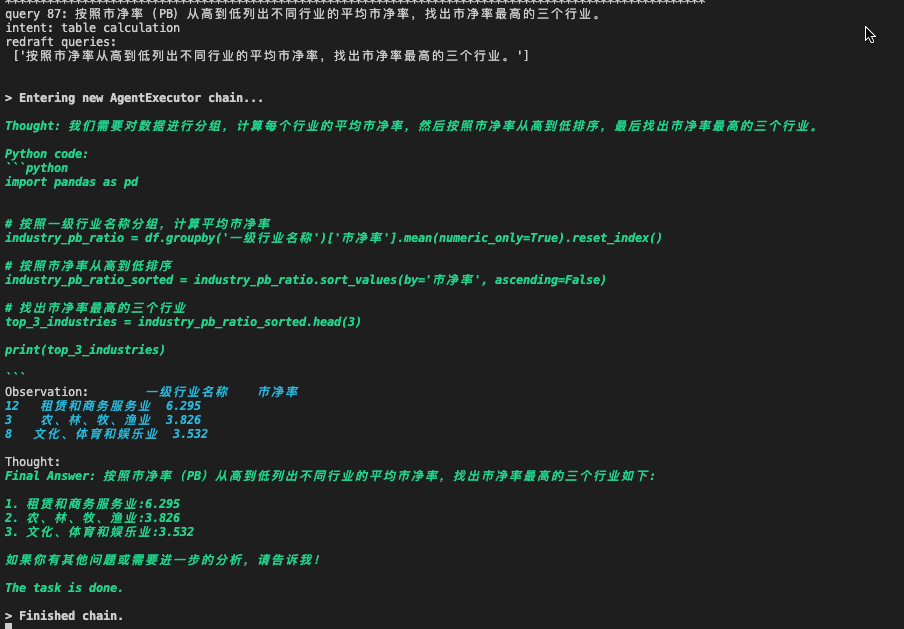 query 87: 按照市净率 (PB) 从高到低列出不同行业的平均市净率, 找出市净率最高的三个行业。
intent: table calculation
redraft queries:
['按照市净率从高到低列出不同行业的平均市净率, 找出市净率最高的三个行业。']
> Entering new AgentExecutor chain...
Thought: 我们需要对数据进行分组, 计算每个行业的平均市净率, 然后按照市净率从高到低排序, 最后找出市净率最高的三个行业。
Python code:
```python
import pandas as pd
# 按照一级行业名称分组, 计算平均市净率
industry_pb_ratio = df.groupby('一级行业名称')['市净率'].mean(numeric_only=True).reset_index()
# 按照市净率从高到低排序
industry_pb_ratio_sorted = industry_pb_ratio.sort_values(by='市净率', ascending=False)
# 找出市净率最高的三个行业
top_3_industries = industry_pb_ratio_sorted.head(3)
print(top_3_industries)
```
Observation: 一级行业名称 市净率
12 租赁和商务服务业 6.295
3 农、林、牧、渔业 3.826
8 文化、体育和娱乐业 3.532
Thought:
Final Answer: 按照市净率 (PB) 从高到低列出不同行业的平均市净率, 找出市净率最高的三个行业如下:
1. 租赁和商务服务业:6.295
2. 农、林、牧、渔业:3.826
3. 文化、体育和娱乐业:3.532
如果你有其他问题或需要进一步的分析, 请告诉我!
The task is done.
> Finished chain.